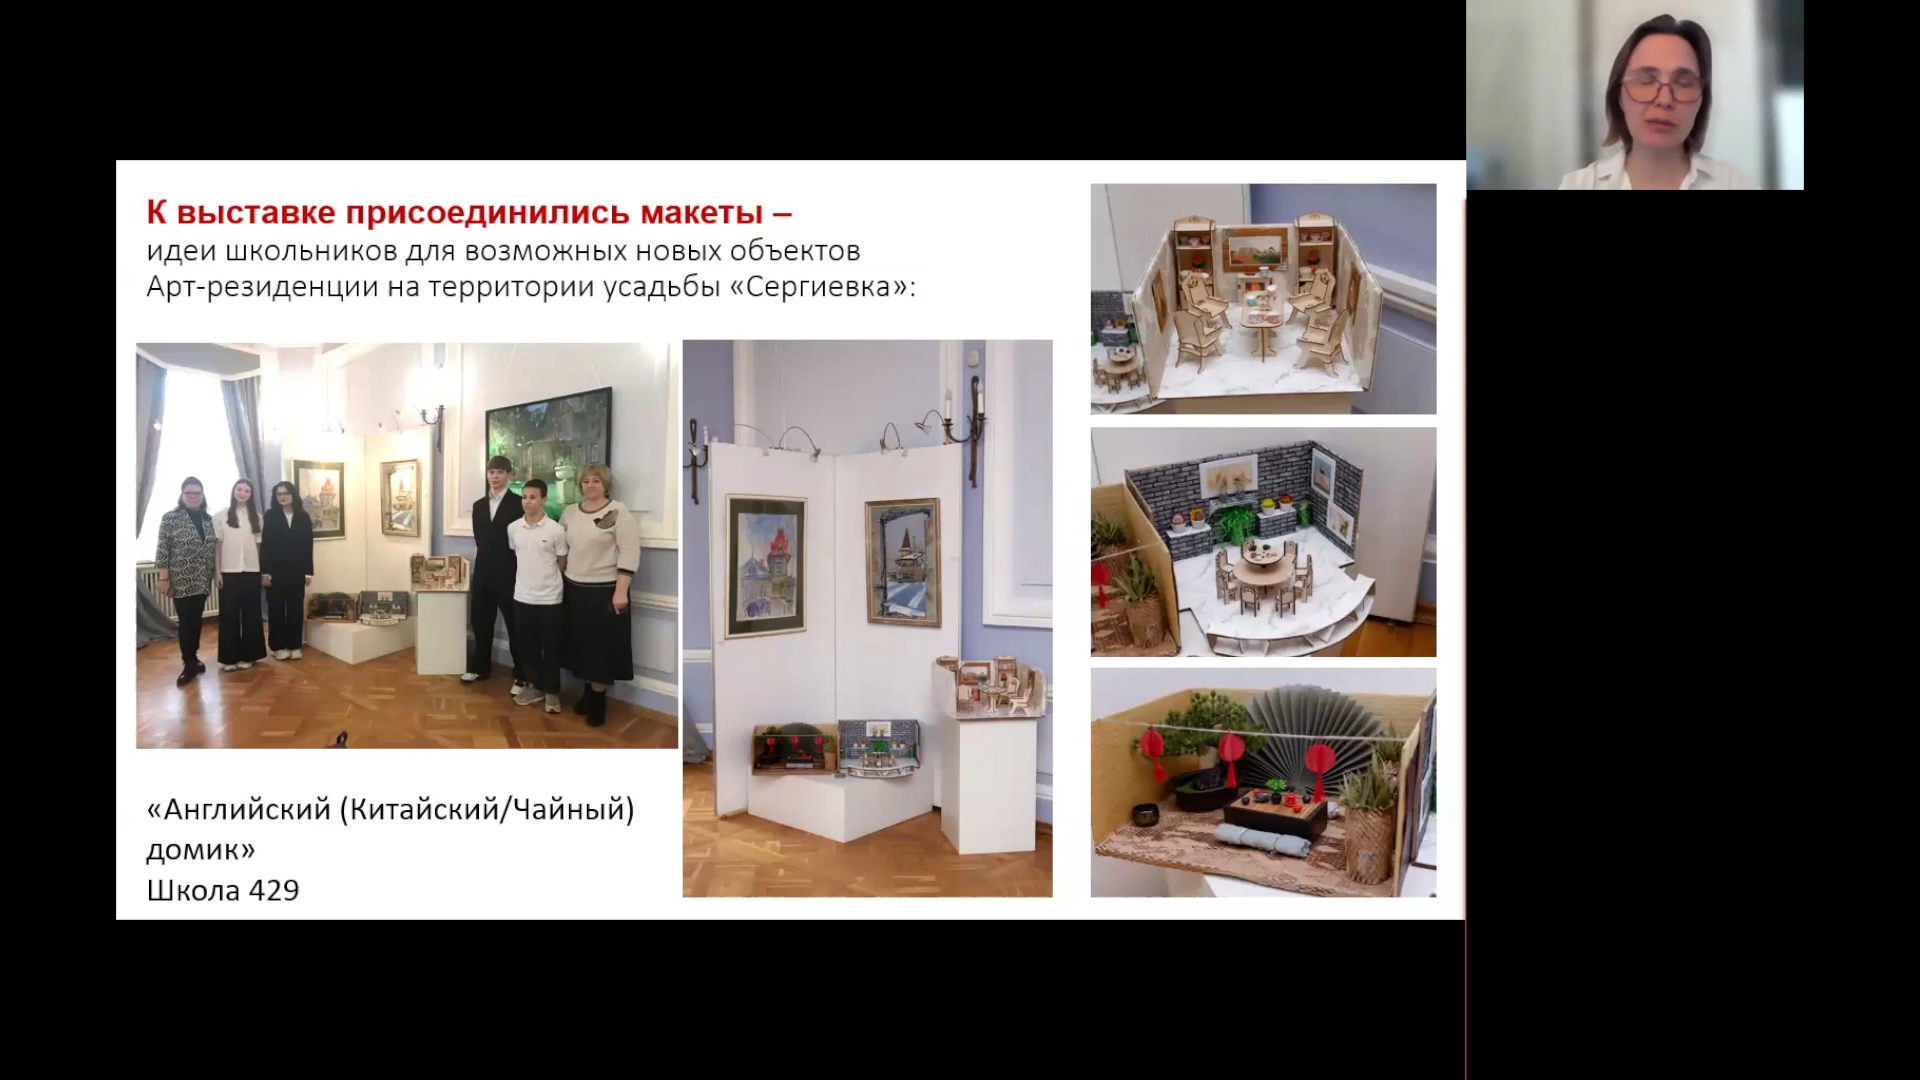 К выставке присоединились макеты –
идеи школьников для возможных новых объектов
Арт-резиденции на территории усадьбы «Сергиевка»:
«Английский (Китайский/Чайный)
домик»
Школа 429